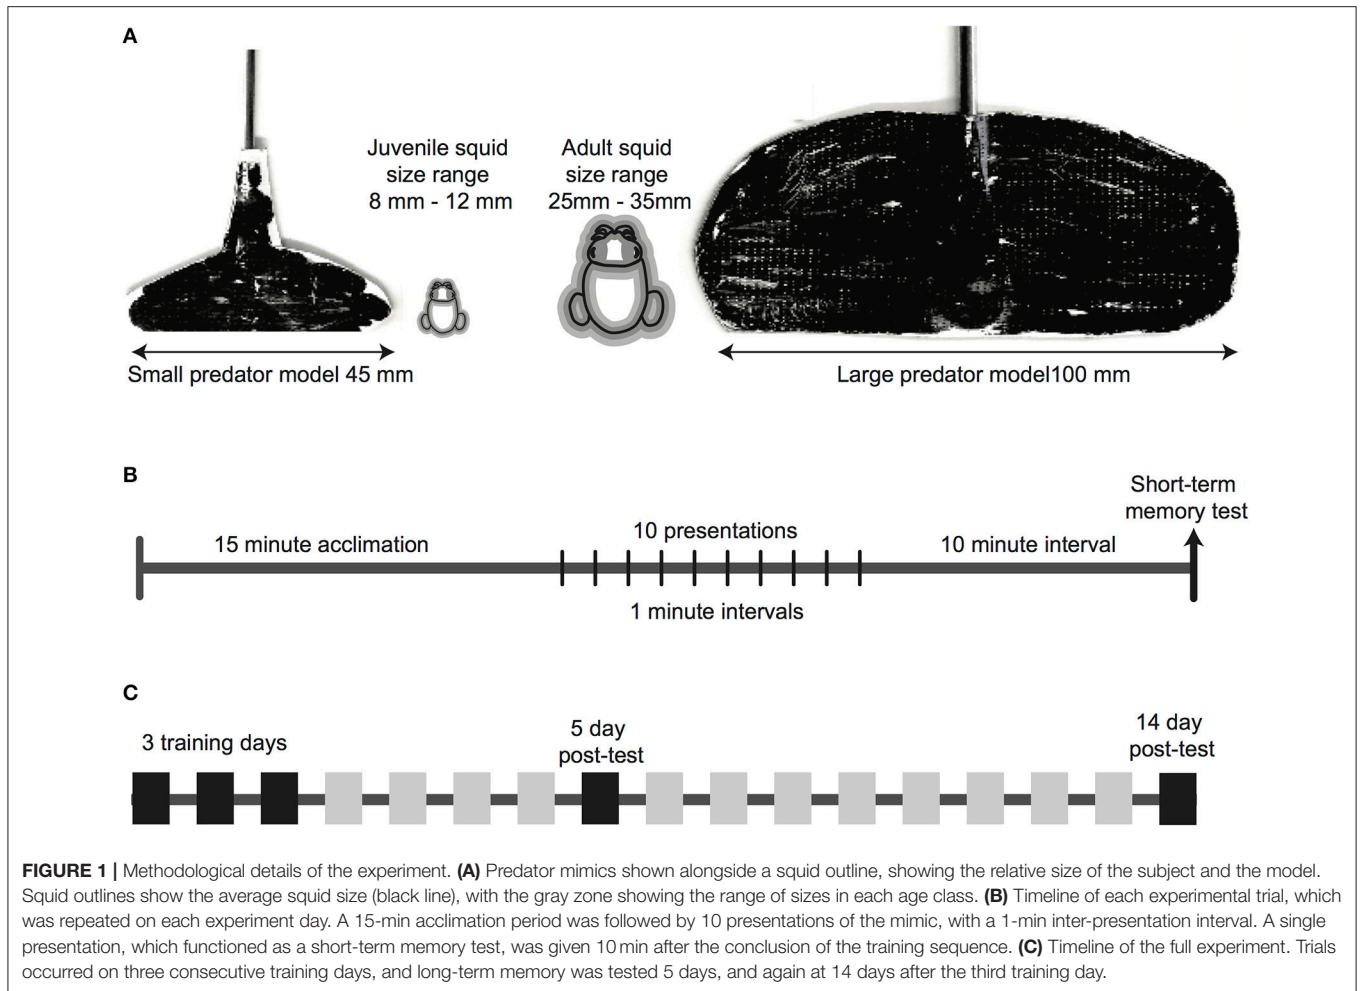 A
Juvenile squid
size range
8 mm - 12 mm
Adult squid
size range
25mm - 35mm
Small predator model 45 mm
Large predator model100 mm
B
15 minute acclimation
10 presentations
1 minute intervals
10 minute interval
Short-term
memory test
C
3 training days
5 day
post-test
14 day
post-test
FIGURE 1 | Methodological details of the experiment. (A) Predator mimics shown alongside a squid outline, showing the relative size of the subject and the model.
Squid outlines show the average squid size (black line), with the gray zone showing the range of sizes in each age class. (B) Timeline of each experimental trial, which
was repeated on each experiment day. A 15-min acclimation period was followed by 10 presentations of the mimic, with a 1-min inter-presentation interval. A single
presentation, which functioned as a short-term memory test, was given 10 min after the conclusion of the training sequence. (C) Timeline of the full experiment. Trials
occurred on three consecutive training days, and long-term memory was tested 5 days, and again at 14 days after the third training day.